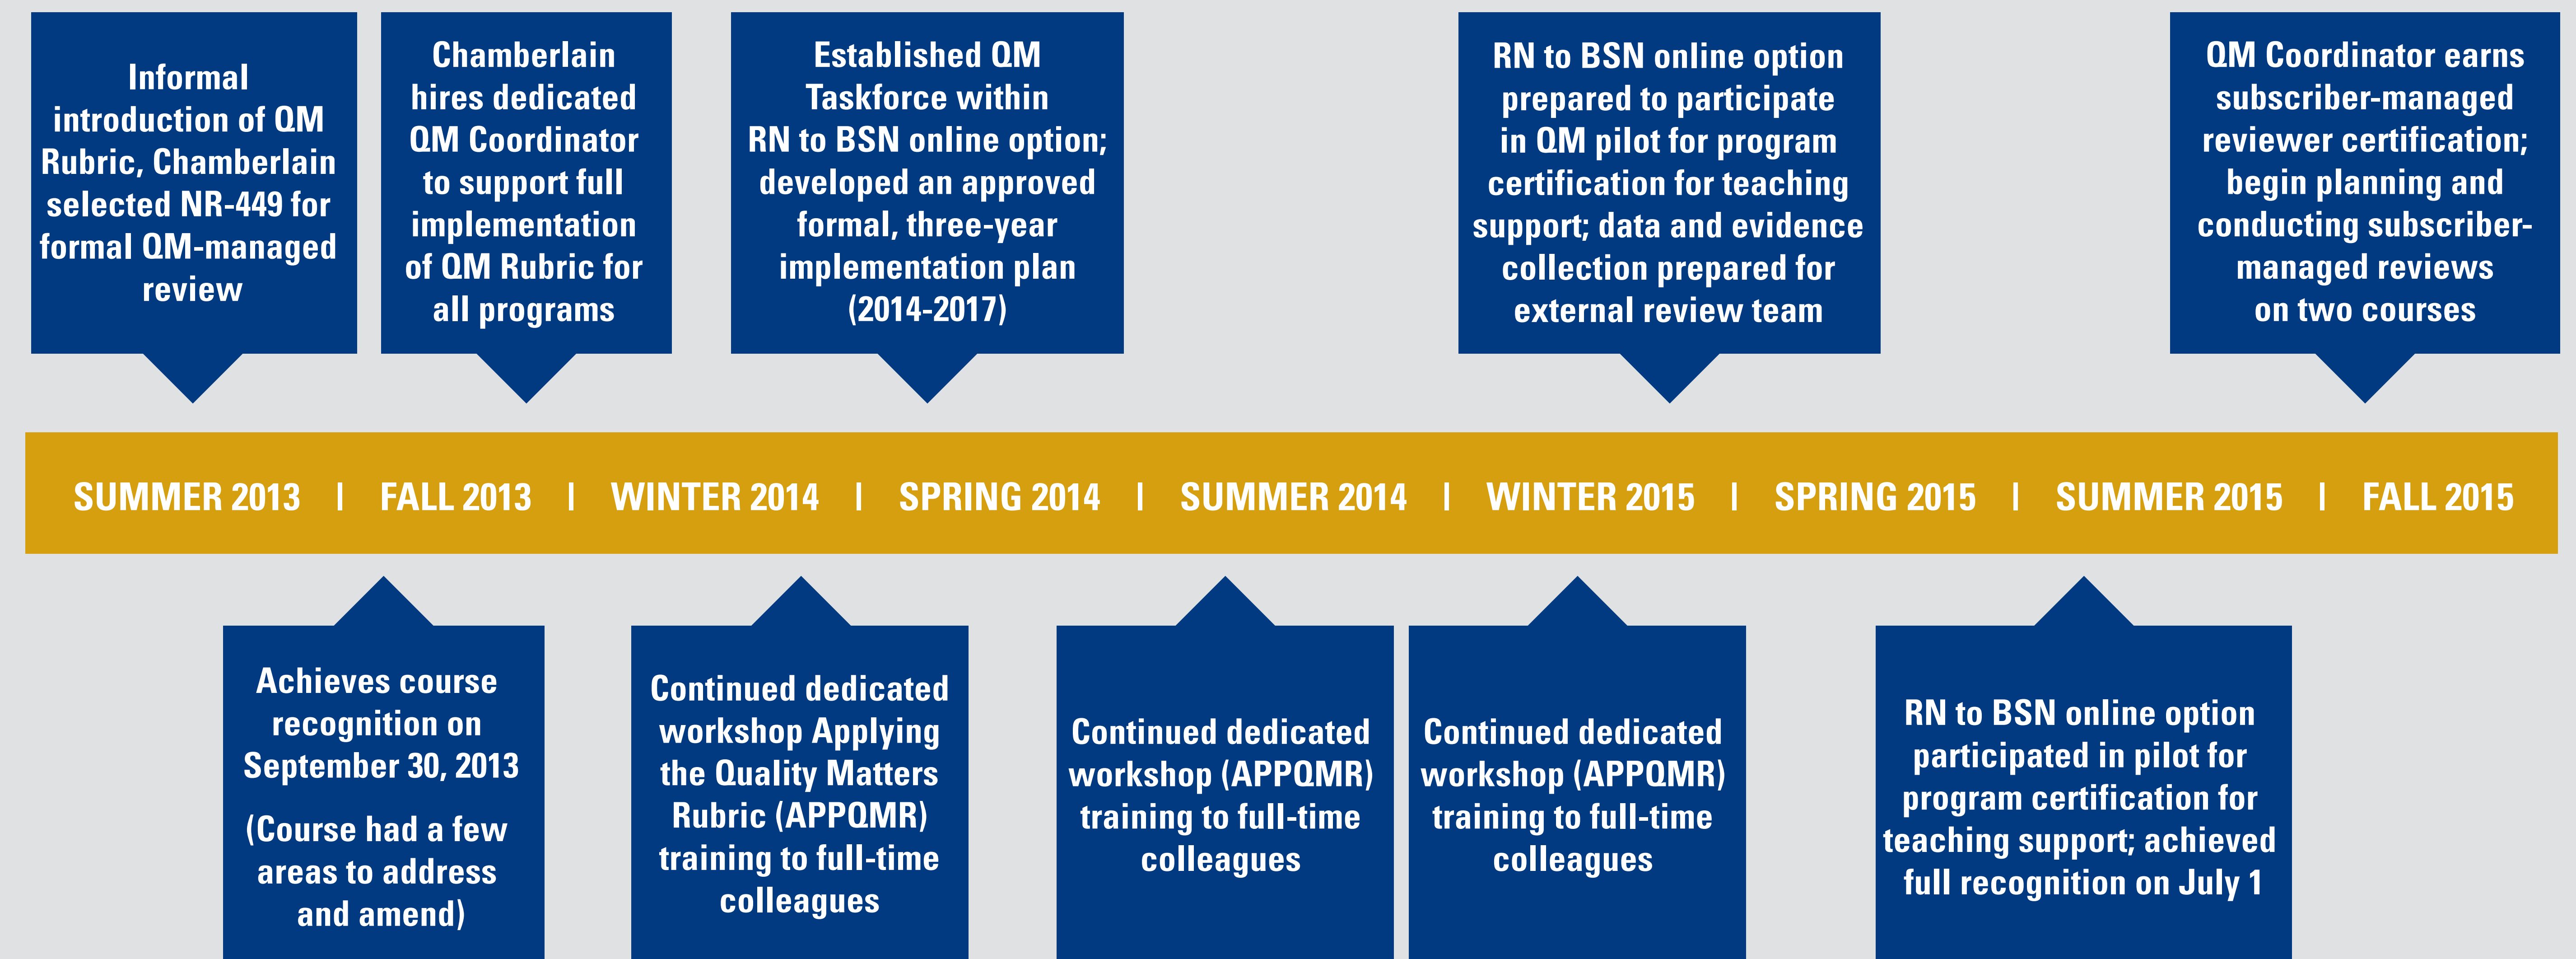 Informal
introduction of QM
Rubric, Chamberlain
selected NR-449 for
formal QM-managed
review
Chamberlain
hires dedicated
QM Coordinator
to support full
implementation
of QM Rubric for
all programs
Established QM
Taskforce within
RN to BSN online option;
developed an approved
formal, three-year
implementation plan
(2014-2017)
RN to BSN online option
prepared to participate
in QM pilot for program
certification for teaching
support; data and evidence
collection prepared for
external review team
QM Coordinator earns
subscriber-managed
reviewer certification;
begin planning and
conducting subscriber-
managed reviews
on two courses
SUMMER 2013 | FALL 2013 | WINTER 2014 | SPRING 2014 | SUMMER 2014 | WINTER 2015 | SPRING 2015 | SUMMER 2015 | FALL 2015
Achieves course
recognition on
September 30, 2013
(Course had a few
areas to address
and amend)
Continued dedicated
workshop Applying
the Quality Matters
Rubric (APPQMR)
training to full-time
colleagues
Continued dedicated
workshop (APPQMR)
training to full-time
colleagues
Continued dedicated
workshop (APPQMR)
training to full-time
colleagues
RN to BSN online option
participated in pilot for
program certification for
teaching support; achieved
full recognition on July 1